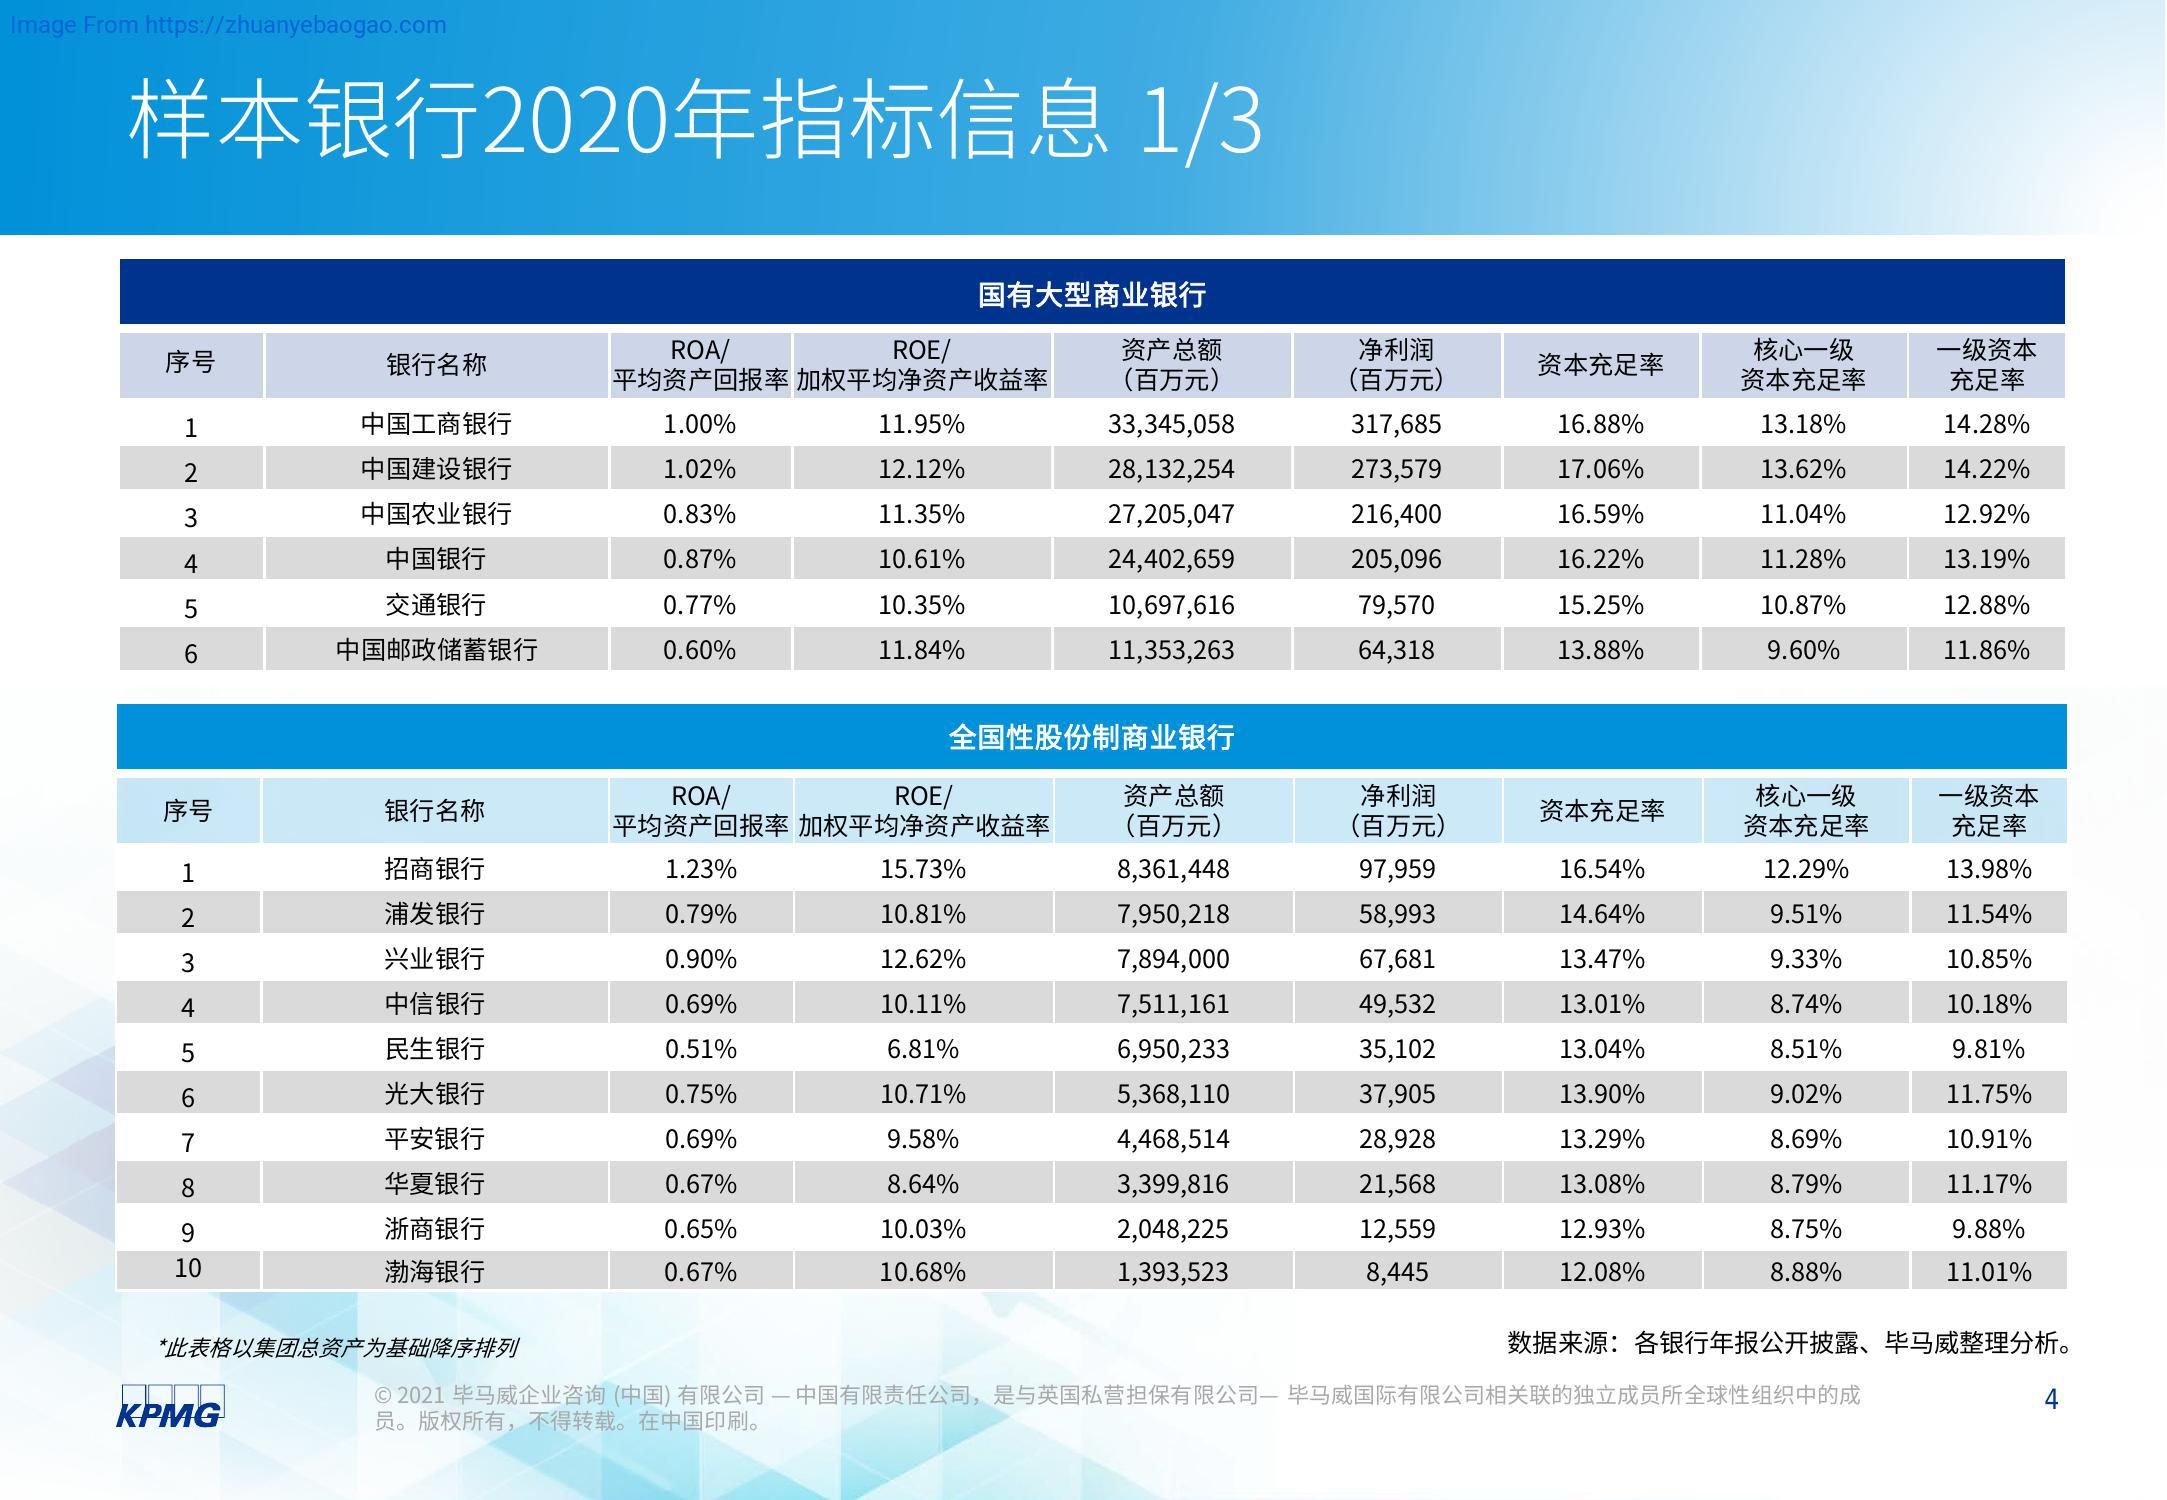 Image From https://zhuanyebaogao.com
样本银行2020年指标信息 1/3
国有大型商业银行
序号 银行名称 ROA/平均资产回报率 ROE/加权平均净资产收益率 资产总额（百万元） 净利润（百万元） 资本充足率 核心一级资本充足率 一级资本充足率
1 中国工商银行 1.00% 11.95% 33,345,058 317,685 16.88% 13.18% 14.28%
2 中国建设银行 1.02% 12.12% 28,132,254 273,579 17.06% 13.62% 14.22%
3 中国农业银行 0.83% 11.35% 27,205,047 216,400 16.59% 11.04% 12.92%
4 中国银行 0.87% 10.61% 24,402,659 205,096 16.22% 11.28% 13.19%
5 交通银行 0.77% 10.35% 10,697,616 79,570 15.25% 10.87% 12.88%
6 中国邮政储蓄银行 0.60% 11.84% 11,353,263 64,318 13.88% 9.60% 11.86%
全国性股份制商业银行
序号 银行名称 ROA/平均资产回报率 ROE/加权平均净资产收益率 资产总额（百万元） 净利润（百万元） 资本充足率 核心一级资本充足率 一级资本充足率
1 招商银行 1.23% 15.73% 8,361,448 97,959 16.54% 12.29% 13.98%
2 浦发银行 0.79% 10.81% 7,950,218 58,993 14.64% 9.51% 11.54%
3 兴业银行 0.90% 12.62% 7,894,000 67,681 13.47% 9.33% 10.85%
4 中信银行 0.69% 10.11% 7,511,161 49,532 13.01% 8.74% 10.18%
5 民生银行 0.51% 6.81% 6,950,233 35,102 13.04% 8.51% 9.81%
6 光大银行 0.75% 10.71% 5,368,110 37,905 13.90% 9.02% 11.75%
7 平安银行 0.69% 9.58% 4,468,514 28,928 13.29% 8.69% 10.91%
8 华夏银行 0.67% 8.64% 3,399,816 21,568 13.08% 8.79% 11.17%
9 浙商银行 0.65% 10.03% 2,048,225 12,559 12.93% 8.75% 9.88%
10 渤海银行 0.67% 10.68% 1,393,523 8,445 12.08% 8.88% 11.01%
*此表格以集团总资产为基础降序排列
数据来源：各银行年报公开披露、毕马威整理分析。
KPMG
© 2021 毕马威企业咨询 (中国) 有限公司 — 中国有限责任公司，是与英国私营担保有限公司— 毕马威国际有限公司相关联的独立成员所全球性组织中的成
员。版权所有，不得转载。在中国印刷。
4